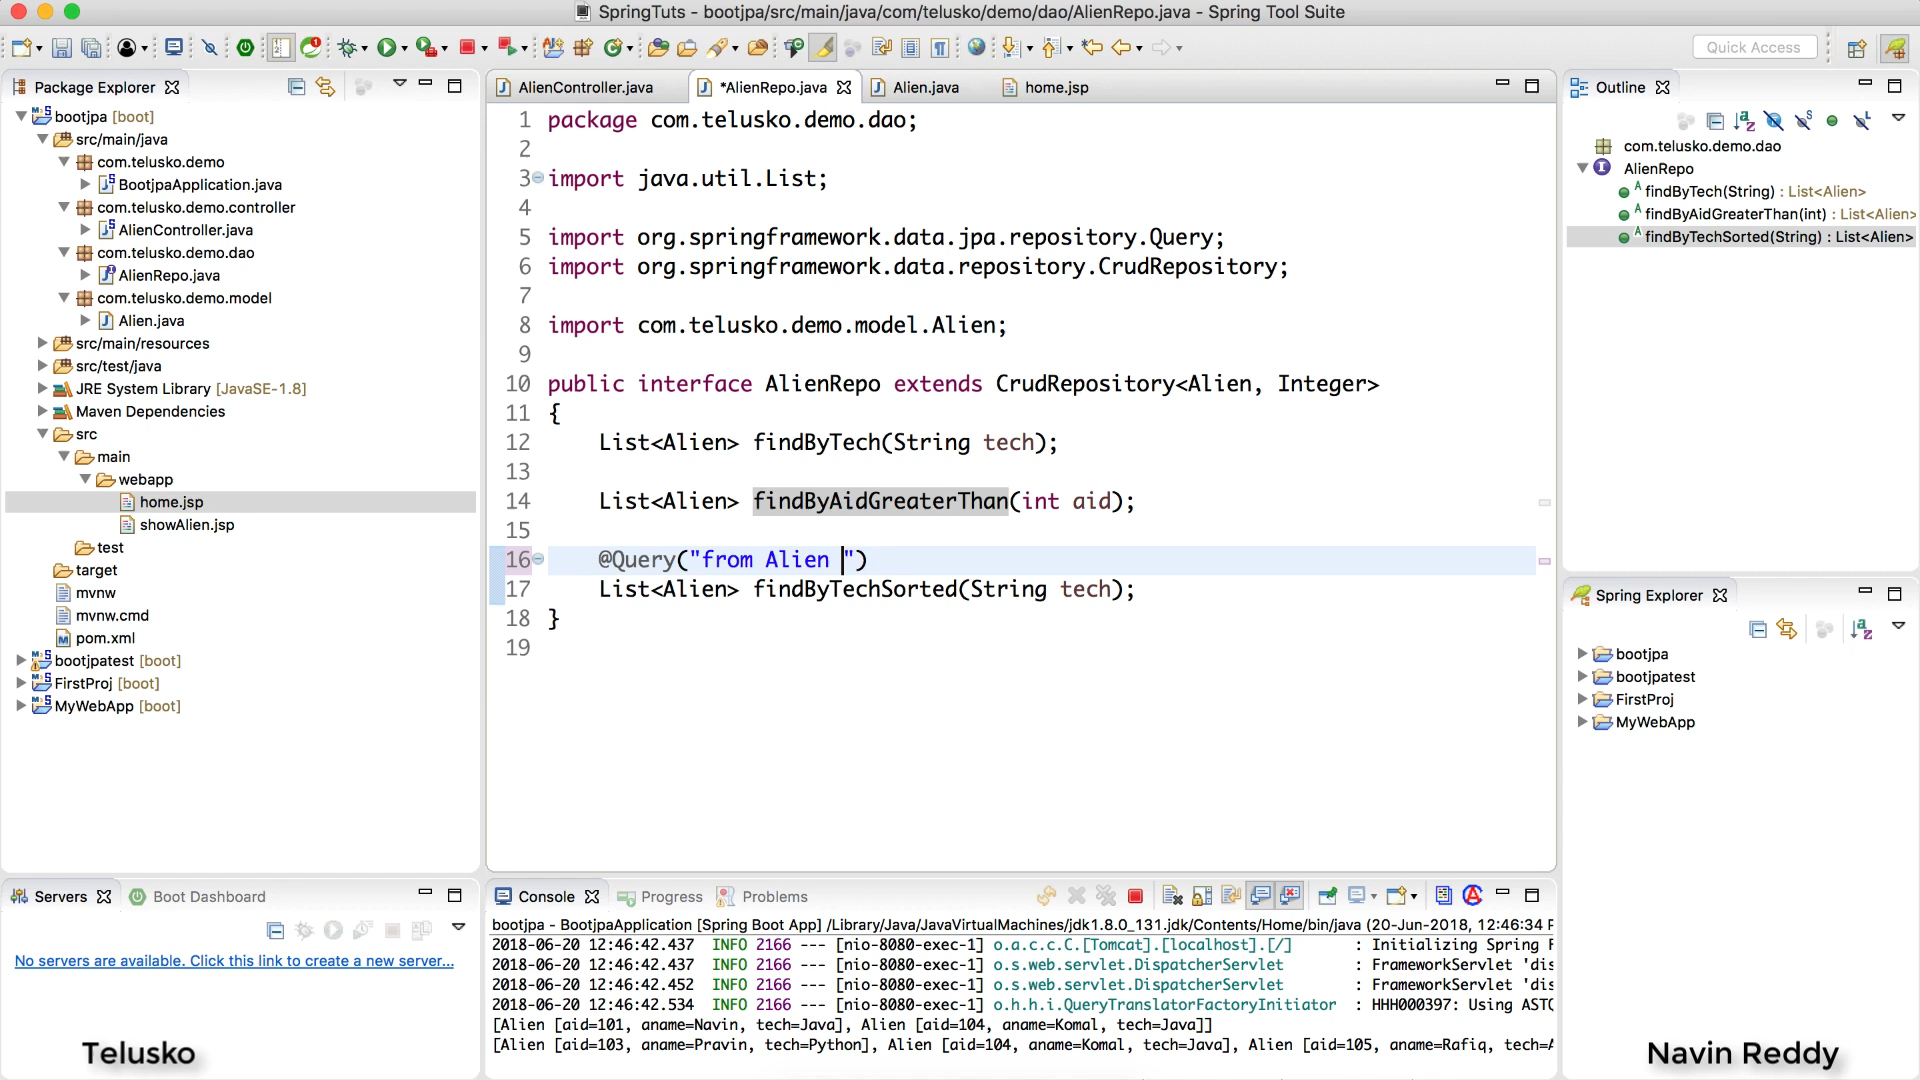 SpringTuts - bootjpa/src/main/java/com/telusko/demo/dao/AlienRepo.java - Spring Tool Suite
Quick Access
Package Explorer
bootjpa [boot]
src/main/java
com.telusko.demo
BootjpaApplication.java
com.telusko.demo.controller
AlienController.java
com.telusko.demo.dao
AlienRepo.java
com.telusko.demo.model
Alien.java
src/main/resources
src/test/java
JRE System Library [JavaSE-1.8]
Maven Dependencies
src
main
webapp
home.jsp
showAlien.jsp
test
target
mvnw
mvnw.cmd
pom.xml
bootjpatest [boot]
FirstProj [boot]
MyWebApp [boot]
AlienController.java *AlienRepo.java Alien.java home.jsp
1 package com.telusko.demo.dao;
2
3 import java.util.List;
4
5 import org.springframework.data.jpa.repository.Query;
6 import org.springframework.data.repository.CrudRepository;
7
8 import com.telusko.demo.model.Alien;
9
10 public interface AlienRepo extends CrudRepository<Alien, Integer>
11 {
12 List<Alien> findByTech(String tech);
13
14 List<Alien> findByAidGreaterThan(int aid);
15
16 @Query("from Alien ")
17 List<Alien> findByTechSorted(String tech);
18 }
19
Outline
com.telusko.demo.dao
AlienRepo
findByTech(String) : List<Alien>
findByAidGreaterThan(int) : List<Alien>
findByTechSorted(String) : List<Alien>
Spring Explorer
bootjpa
bootjpatest
FirstProj
MyWebApp
Servers Boot Dashboard
No servers are available. Click this link to create a new server...
Console Progress Problems
bootjpa - BootjpaApplication [Spring Boot App] /Library/Java/JavaVirtualMachines/jdk1.8.0_131.jdk/Contents/Home/bin/java (20-Jun-2018, 12:46:34 P
2018-06-20 12:46:42.437 INFO 2166 --- [nio-8080-exec-1] o.a.c.c.C.[Tomcat].[localhost].[/] : Initializing Spring F
2018-06-20 12:46:42.437 INFO 2166 --- [nio-8080-exec-1] o.s.web.servlet.DispatcherServlet : FrameworkServlet 'dis
2018-06-20 12:46:42.452 INFO 2166 --- [nio-8080-exec-1] o.s.web.servlet.DispatcherServlet : FrameworkServlet 'dis
2018-06-20 12:46:42.534 INFO 2166 --- [nio-8080-exec-1] o.h.h.i.QueryTranslatorFactoryInitiator : HHH000397: Using ASTQ
[Alien [aid=101, aname=Navin, tech=Java], Alien [aid=104, aname=Komal, tech=Java]]
[Alien [aid=103, aname=Pravin, tech=Python], Alien [aid=104, aname=Komal, tech=Java], Alien [aid=105, aname=Rafiq, tech=A
Telusko
Navin Reddy